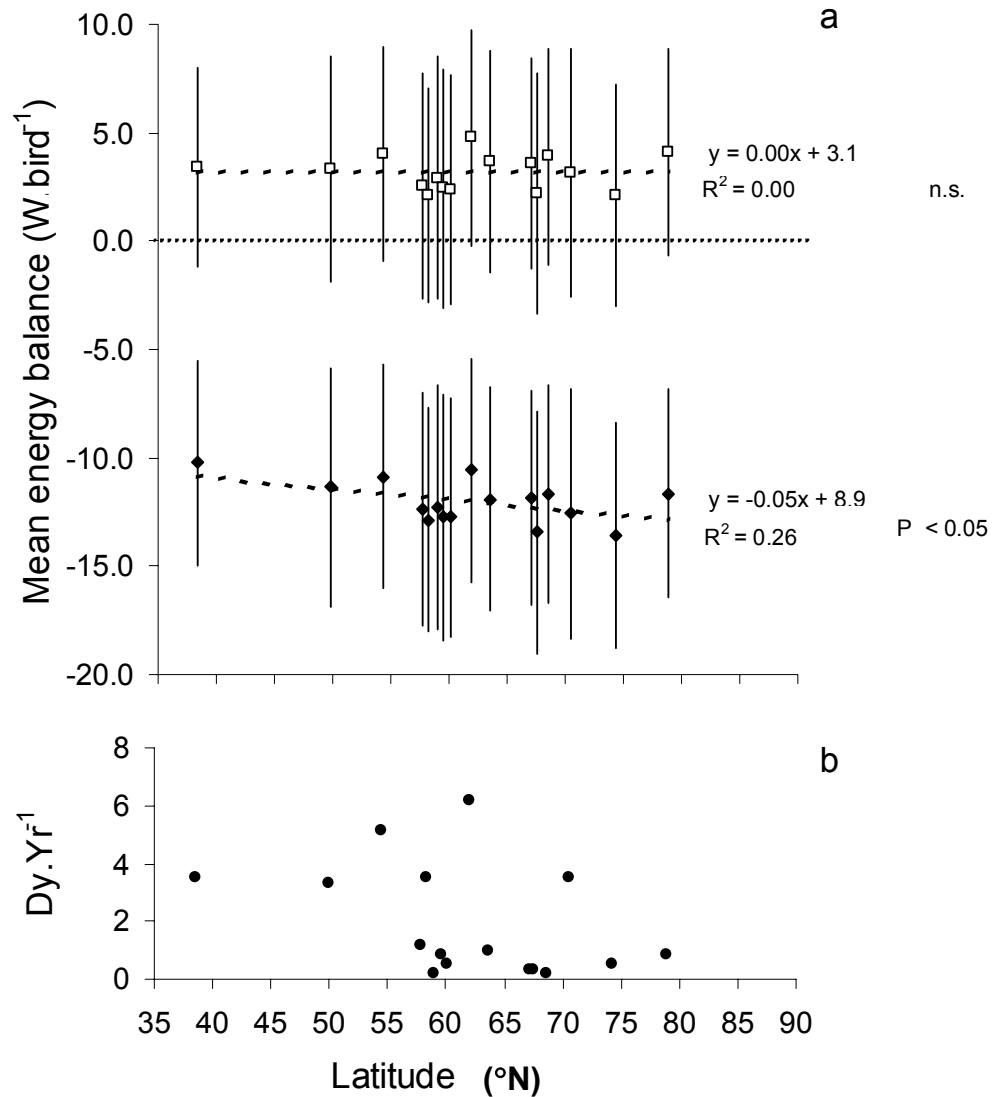 a
10.0
5.0
0.0
-5.0
-10.0
-15.0
-20.0
Mean energy balance (W.bird-1)
y = 0.00x + 3.1
R2 = 0.00
n.s.
y = -0.05x + 8.9
R2 = 0.26
P < 0.05
b
8
6
4
2
0
Dy.Yr-1
35 40 45 50 55 60 65 70 75 80 85 90
Latitude (°N)